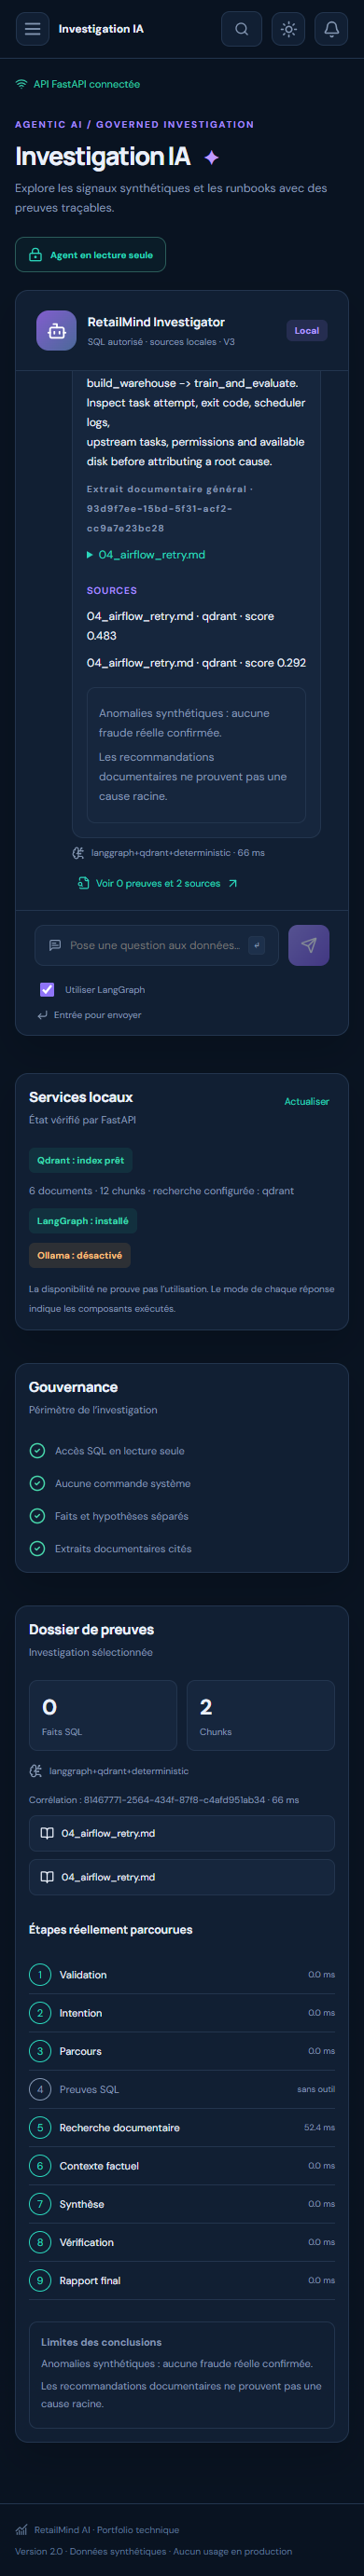 Investigation IA
API FastAPI connectée
AGENTIC AI / GOVERNED INVESTIGATION
Investigation IA
Explore les signaux synthétiques et les runbooks avec des
preuves traçables.
Agent en lecture seule
RetailMind Investigator
SQL autorisé · sources locales · V3
Local
build_warehouse -> train_and_evaluate.
Inspect task attempt, exit code, scheduler
logs,
upstream tasks, permissions and available
disk before attributing a root cause.
Extrait documentaire général ·
93d9f7ee-15bd-5f31-acf2-
cc9a7e23bc28
04_airflow_retry.md
SOURCES
04_airflow_retry.md · qdrant · score
0.483
04_airflow_retry.md · qdrant · score 0.292
Anomalies synthétiques : aucune
fraude réelle confirmée.
Les recommandations
documentaires ne prouvent pas une
cause racine.
langgraph+qdrant+deterministic · 66 ms
Voir 0 preuves et 2 sources
Pose une question aux données…
Utiliser LangGraph
Entrée pour envoyer
Services locaux
État vérifié par FastAPI
Actualiser
Qdrant : index prêt
6 documents · 12 chunks · recherche configurée : qdrant
LangGraph : installé
Ollama : désactivé
La disponibilité ne prouve pas l'utilisation. Le mode de chaque réponse
indique les composants exécutés.
Gouvernance
Périmètre de l'investigation
Accès SQL en lecture seule
Aucune commande système
Faits et hypothèses séparés
Extraits documentaires cités
Dossier de preuves
Investigation sélectionnée
0
Faits SQL
2
Chunks
langgraph+qdrant+deterministic
Corrélation : 81467771-2564-434f-87f8-c4afd951ab34 · 66 ms
04_airflow_retry.md
04_airflow_retry.md
Étapes réellement parcourues
1 Validation 0.0 ms
2 Intention 0.0 ms
3 Parcours 0.0 ms
4 Preuves SQL sans outil
5 Recherche documentaire 52.4 ms
6 Contexte factuel 0.0 ms
7 Synthèse 0.0 ms
8 Vérification 0.0 ms
9 Rapport final 0.0 ms
Limites des conclusions
Anomalies synthétiques : aucune fraude réelle confirmée.
Les recommandations documentaires ne prouvent pas une
cause racine.
RetailMind AI · Portfolio technique
Version 2.0 · Données synthétiques · Aucun usage en production